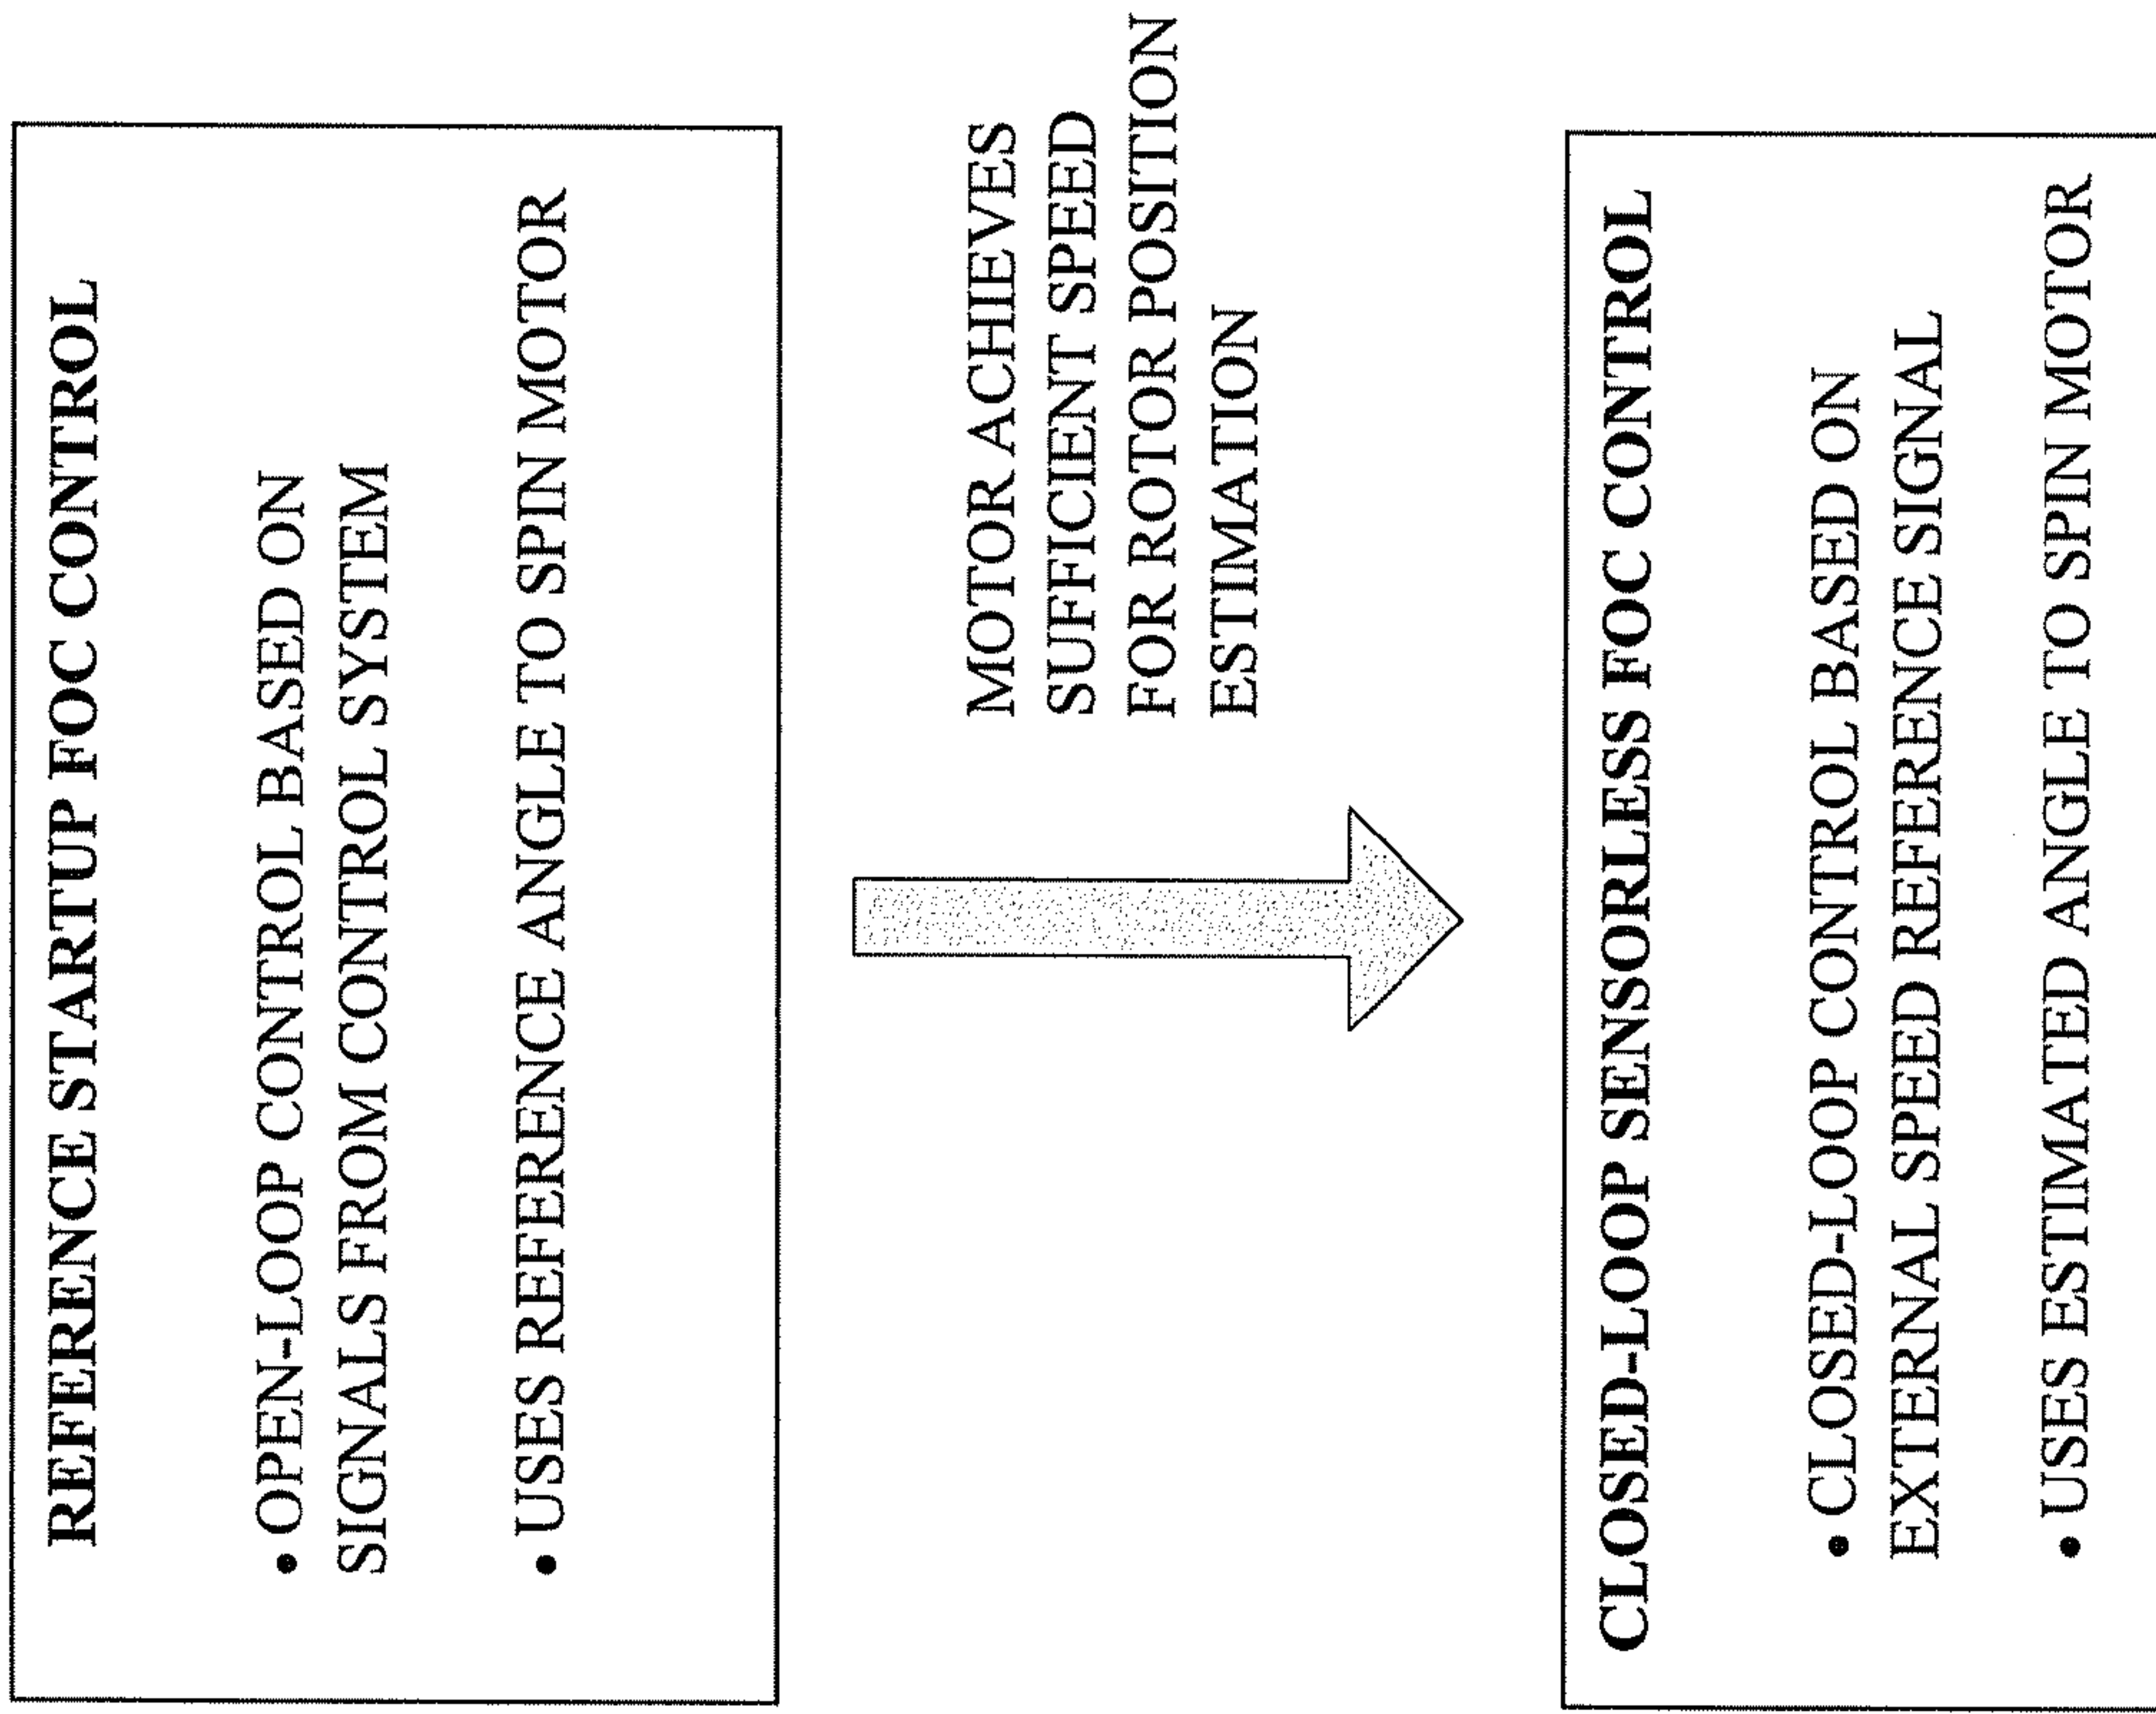 REFERENCE STARTUP FOC CONTROL
• OPEN-LOOP CONTROL BASED ON
SIGNALS FROM CONTROL SYSTEM
• USES REFERENCE ANGLE TO SPIN MOTOR
MOTOR ACHIEVES
SUFFICIENT SPEED
FOR ROTOR POSITION
ESTIMATION
CLOSED-LOOP SENSORLESS FOC CONTROL
• CLOSED-LOOP CONTROL BASED ON
EXTERNAL SPEED REFERENCE SIGNAL
• USES ESTIMATED ANGLE TO SPIN MOTOR